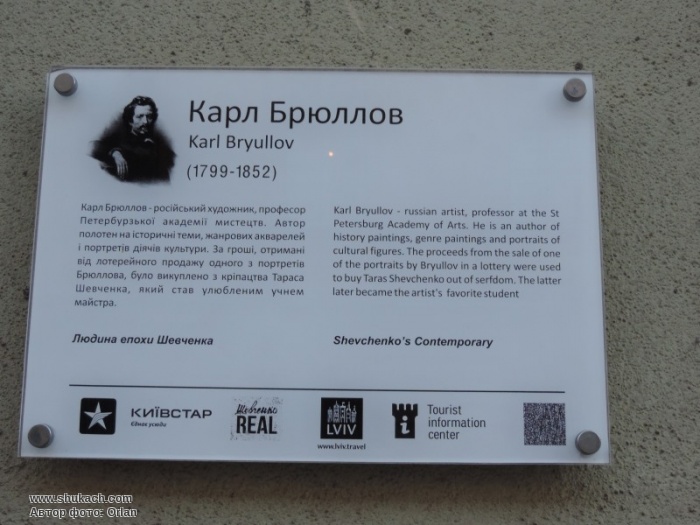 Карл Брюллов
Karl Bryullov
(1799-1852)
Карл Брюллов - російський художник, професор
Петербурзької академії мистецтв. Автор
полотен на історичні теми, жанрових акварелей
і портретів діячів культури. За гроші, отримані
від лотерейного продажу одного з портретів
Брюллова, було викуплено з кріпацтва Тараса
Шевченка, який став улюбленим учнем
майстра.
Людина епохи Шевченка
Karl Bryullov - russian artist, professor at the St
Petersburg Academy of Arts. He is an author of
history paintings, genre paintings and portraits of
cultural figures. The proceeds from the sale of one
of the portraits by Bryullov in a lottery were used
to buy Taras Shevchenko out of serfdom. The latter
later became the artist's favorite student
Shevchenko's Contemporary
КИЇВСТАР
Єднає усюди
Шевченко
REAL
LVIV
www.lviv.travel
Tourist
information
center
www.shukach.com
Автор фото: Orlan